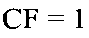 CF = 1